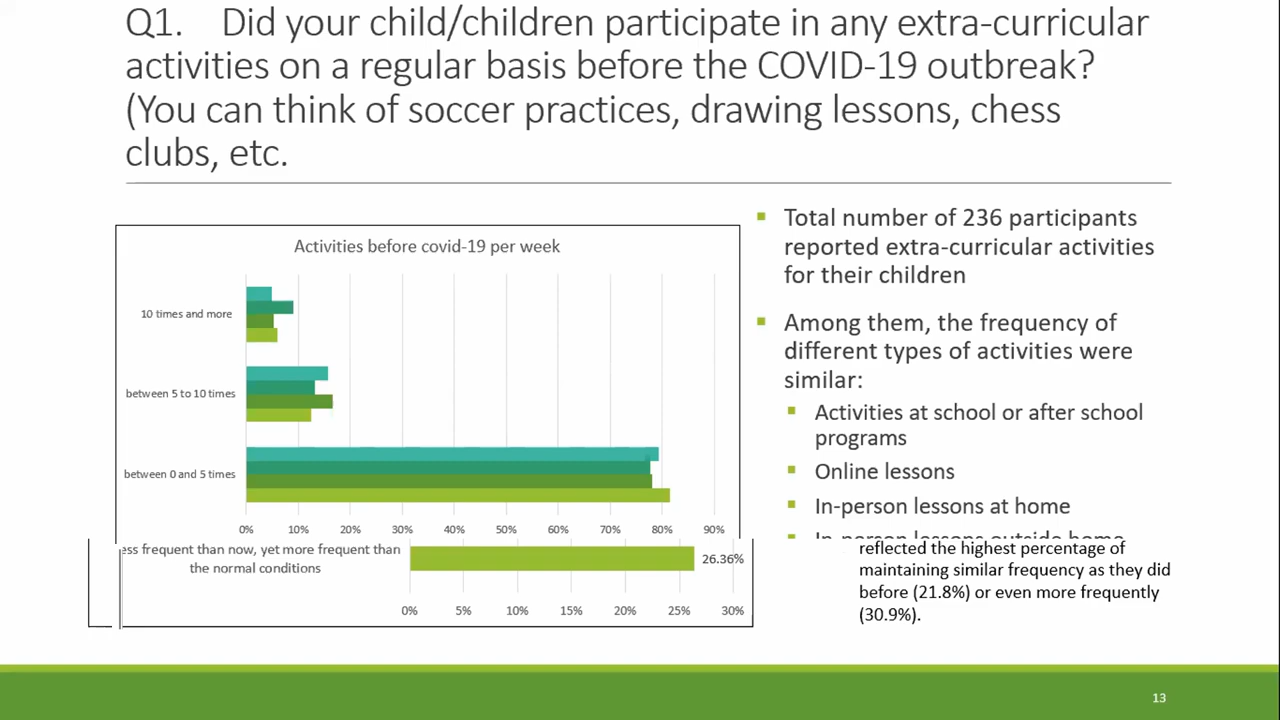 Q1. Did your child/children participate in any extra-curricular
activities on a regular basis before the COVID-19 outbreak?
(You can think of soccer practices, drawing lessons, chess
clubs, etc.
Activities before covid-19 per week
10 times and more
between 5 to 10 times
between 0 and 5 times
0% 10% 20% 30% 40% 50% 60% 70% 80% 90%
ess frequent than now, yet more frequent than
the normal conditions
26.36%
0% 5% 10% 15% 20% 25% 30%
Total number of 236 participants
reported extra-curricular activities
for their children
Among them, the frequency of
different types of activities were
similar:
Activities at school or after school
programs
Online lessons
In-person lessons at home
In-person lessons outside home
reflected the highest percentage of
maintaining similar frequency as they did
before (21.8%) or even more frequently
(30.9%).
13